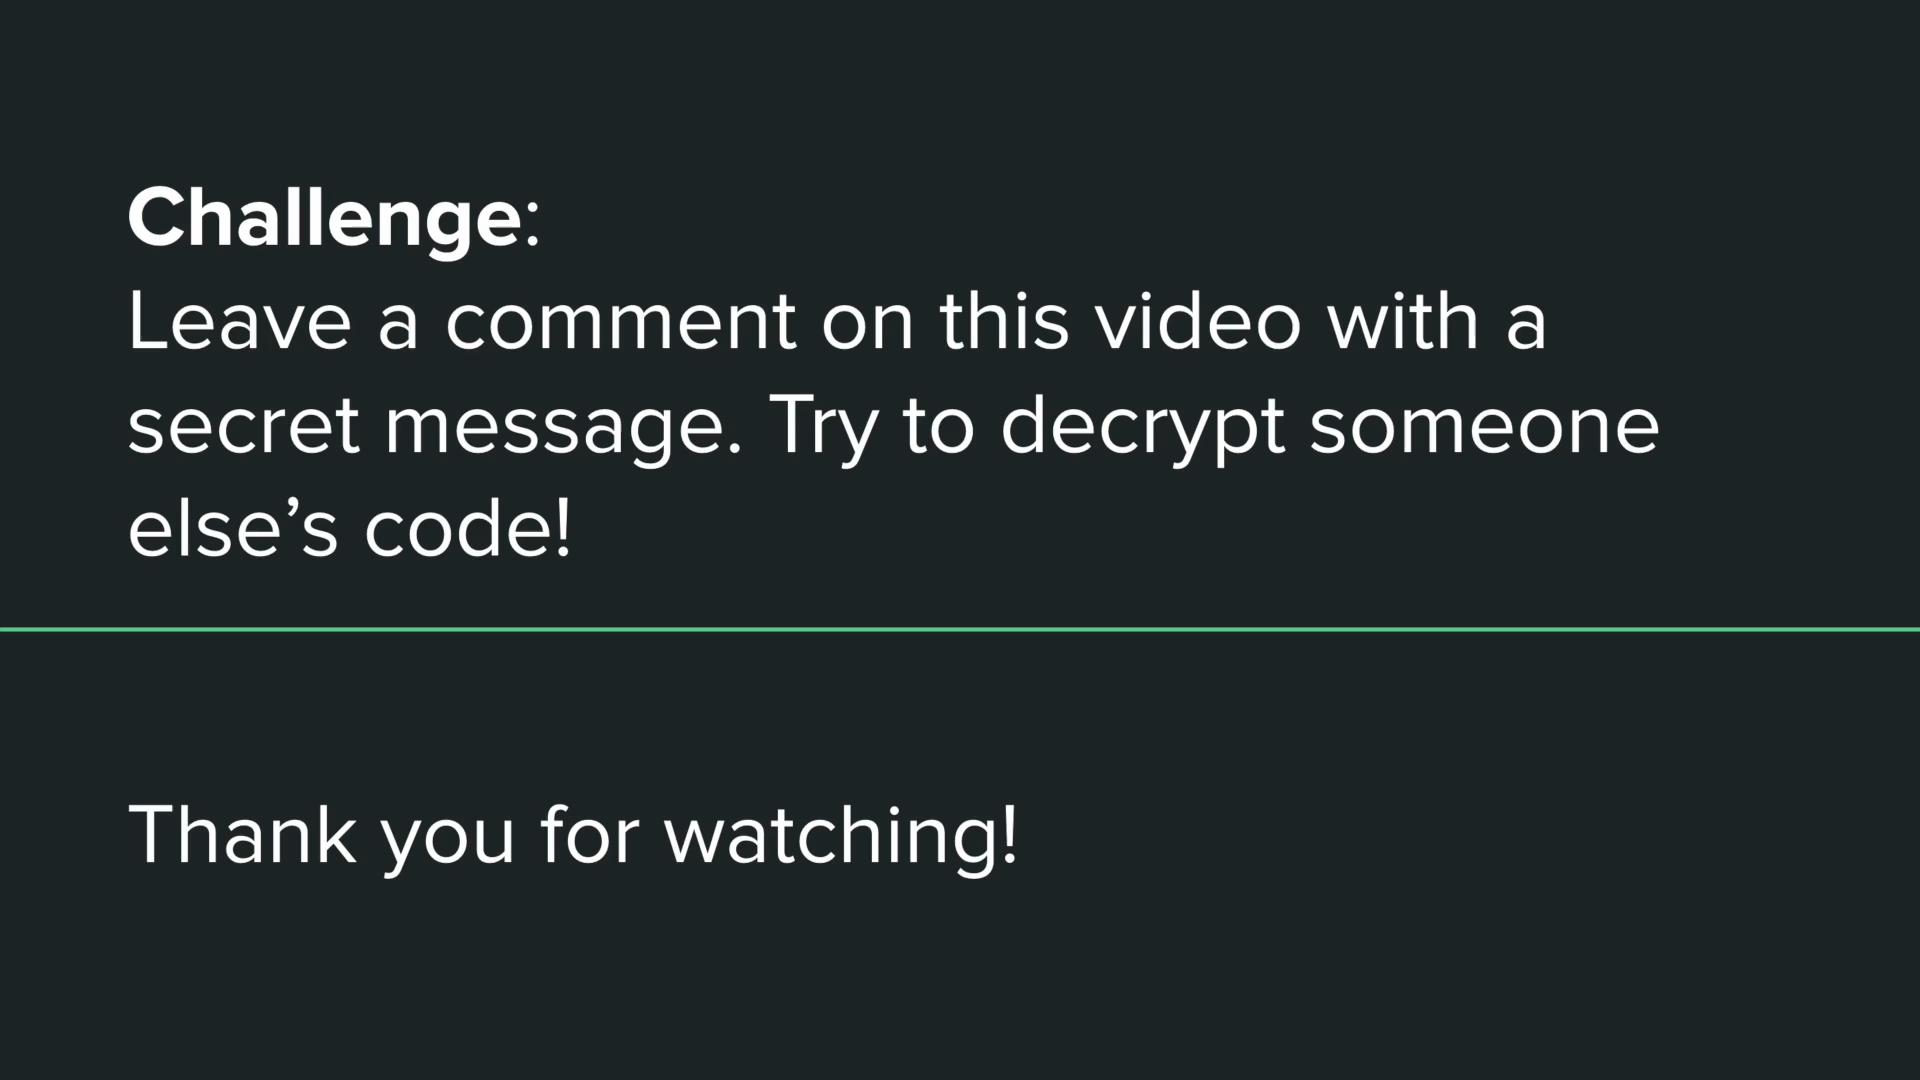 Challenge:
Leave a comment on this video with a
secret message. Try to decrypt someone
else’s code!
Thank you for watching!